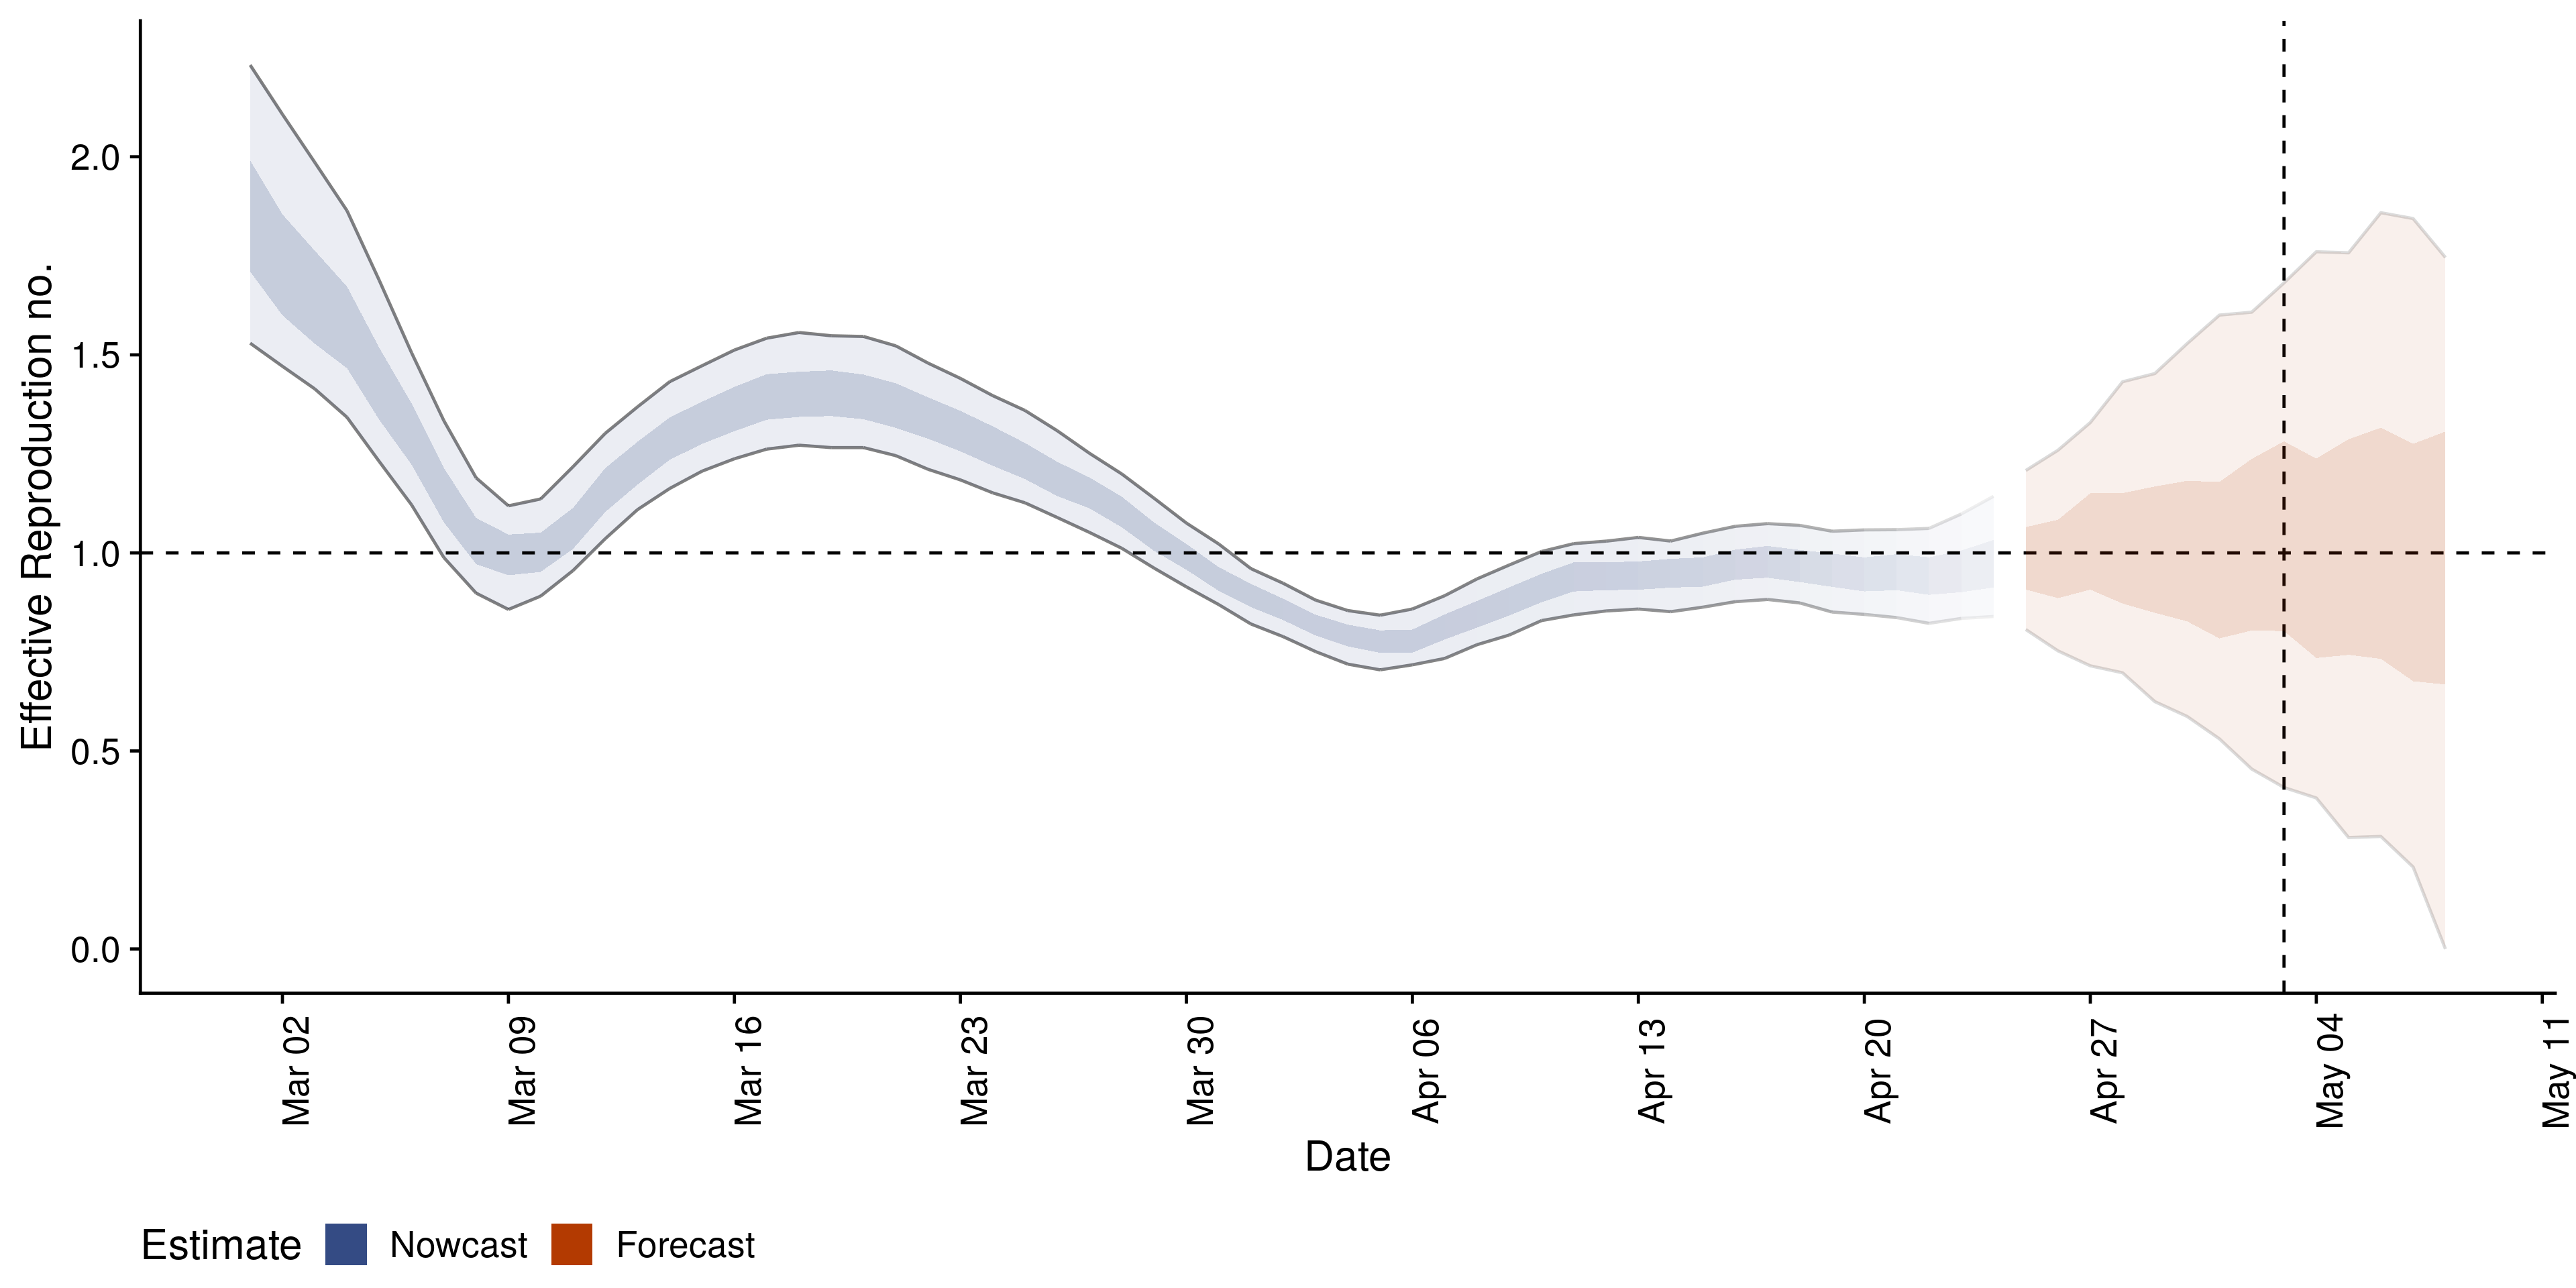 Effective Reproduction no.
2.0
1.5
1.0
0.5
0.0
Mar 02
Mar 09
Mar 16
Mar 23
Mar 30
Apr 06
Apr 13
Apr 20
Apr 27
May 04
May 11
Date
Estimate Nowcast Forecast